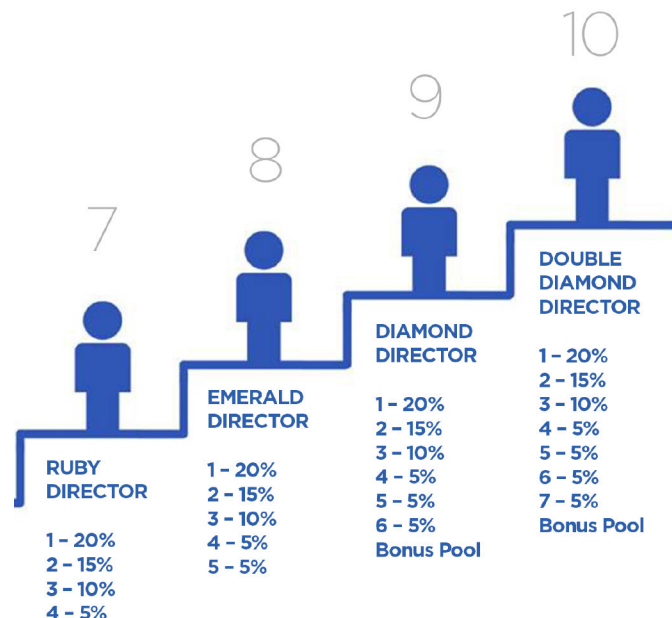 7
RUBY
DIRECTOR
1 – 20%
2 – 15%
3 – 10%
4 – 5%
8
EMERALD
DIRECTOR
1 – 20%
2 – 15%
3 – 10%
4 – 5%
5 – 5%
9
DIAMOND
DIRECTOR
1 – 20%
2 – 15%
3 – 10%
4 – 5%
5 – 5%
6 – 5%
Bonus Pool
10
DOUBLE
DIAMOND
DIRECTOR
1 – 20%
2 – 15%
3 – 10%
4 – 5%
5 – 5%
6 – 5%
7 – 5%
Bonus Pool